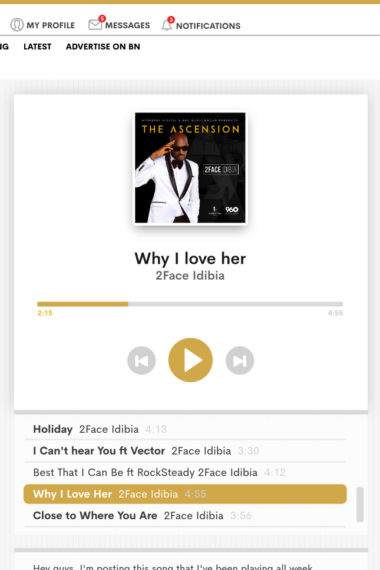 MY PROFILE 5 MESSAGES 3 NOTIFICATIONS
NG LATEST ADVERTISE ON BN
THE ASCENSION
2FACE IDIBIA
960
Why I love her
2Face Idibia
2:15 4:55
Holiday 2Face Idibia 4:13
I Can't hear You ft Vector 2Face Idibia 3:30
Best That I Can Be ft RockSteady 2Face Idibia 4:12
Why I Love Her 2Face Idibia 4:55
Close to Where You Are 2Face Idibia 3:56
Hey guys, I'm posting this song that I've been playing all week